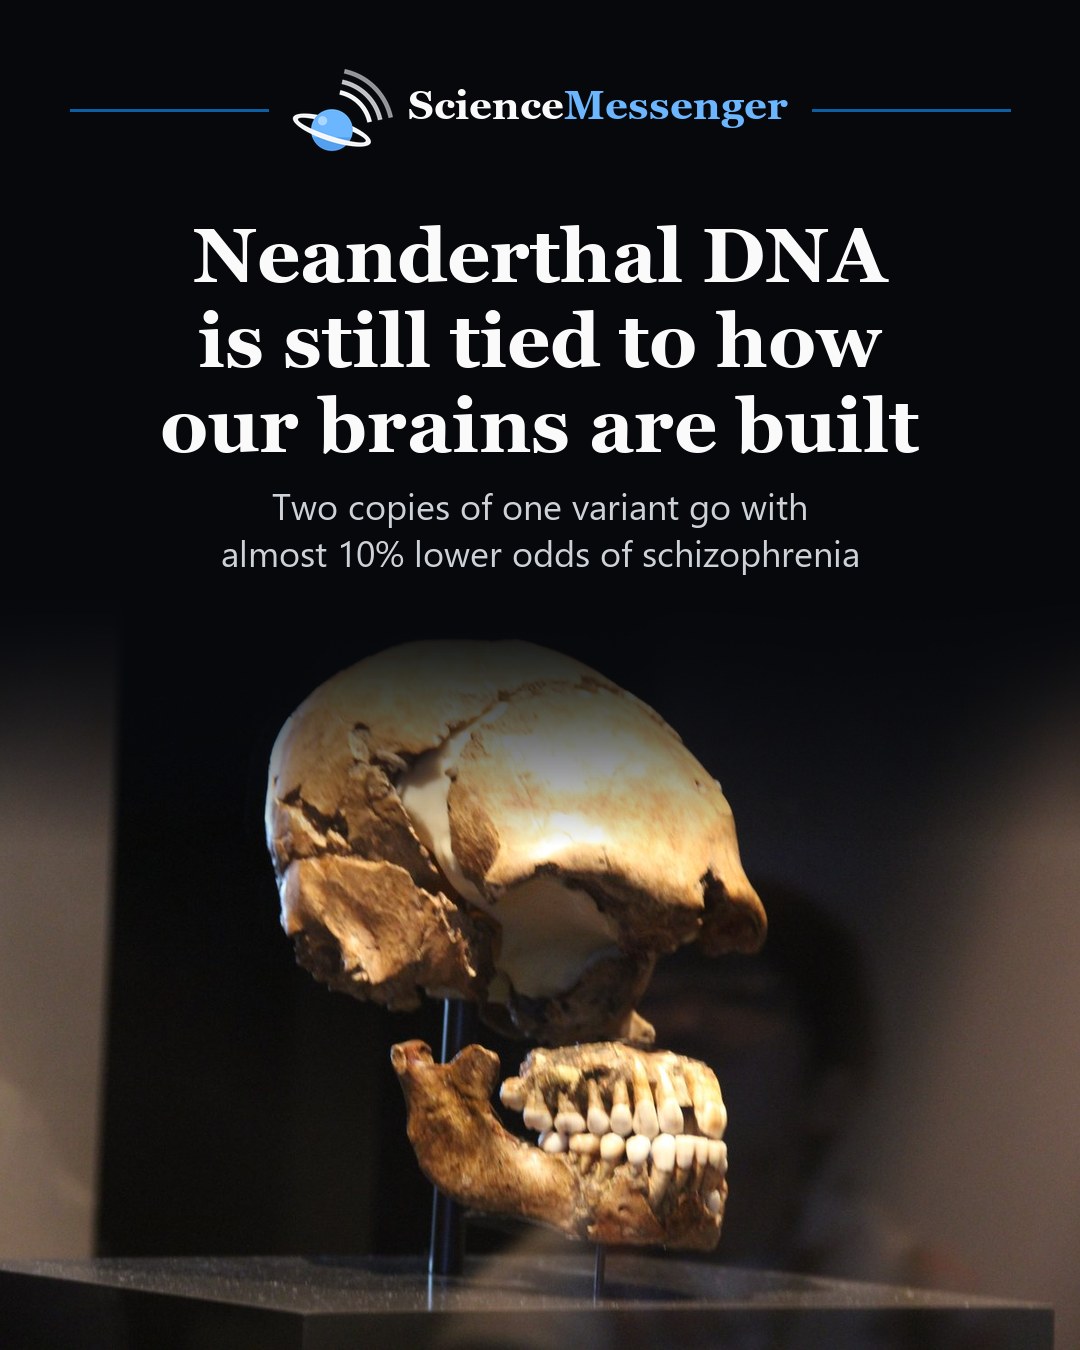 ScienceMessenger
Neanderthal DNA
is still tied to how
our brains are built
Two copies of one variant go with
almost 10% lower odds of schizophrenia